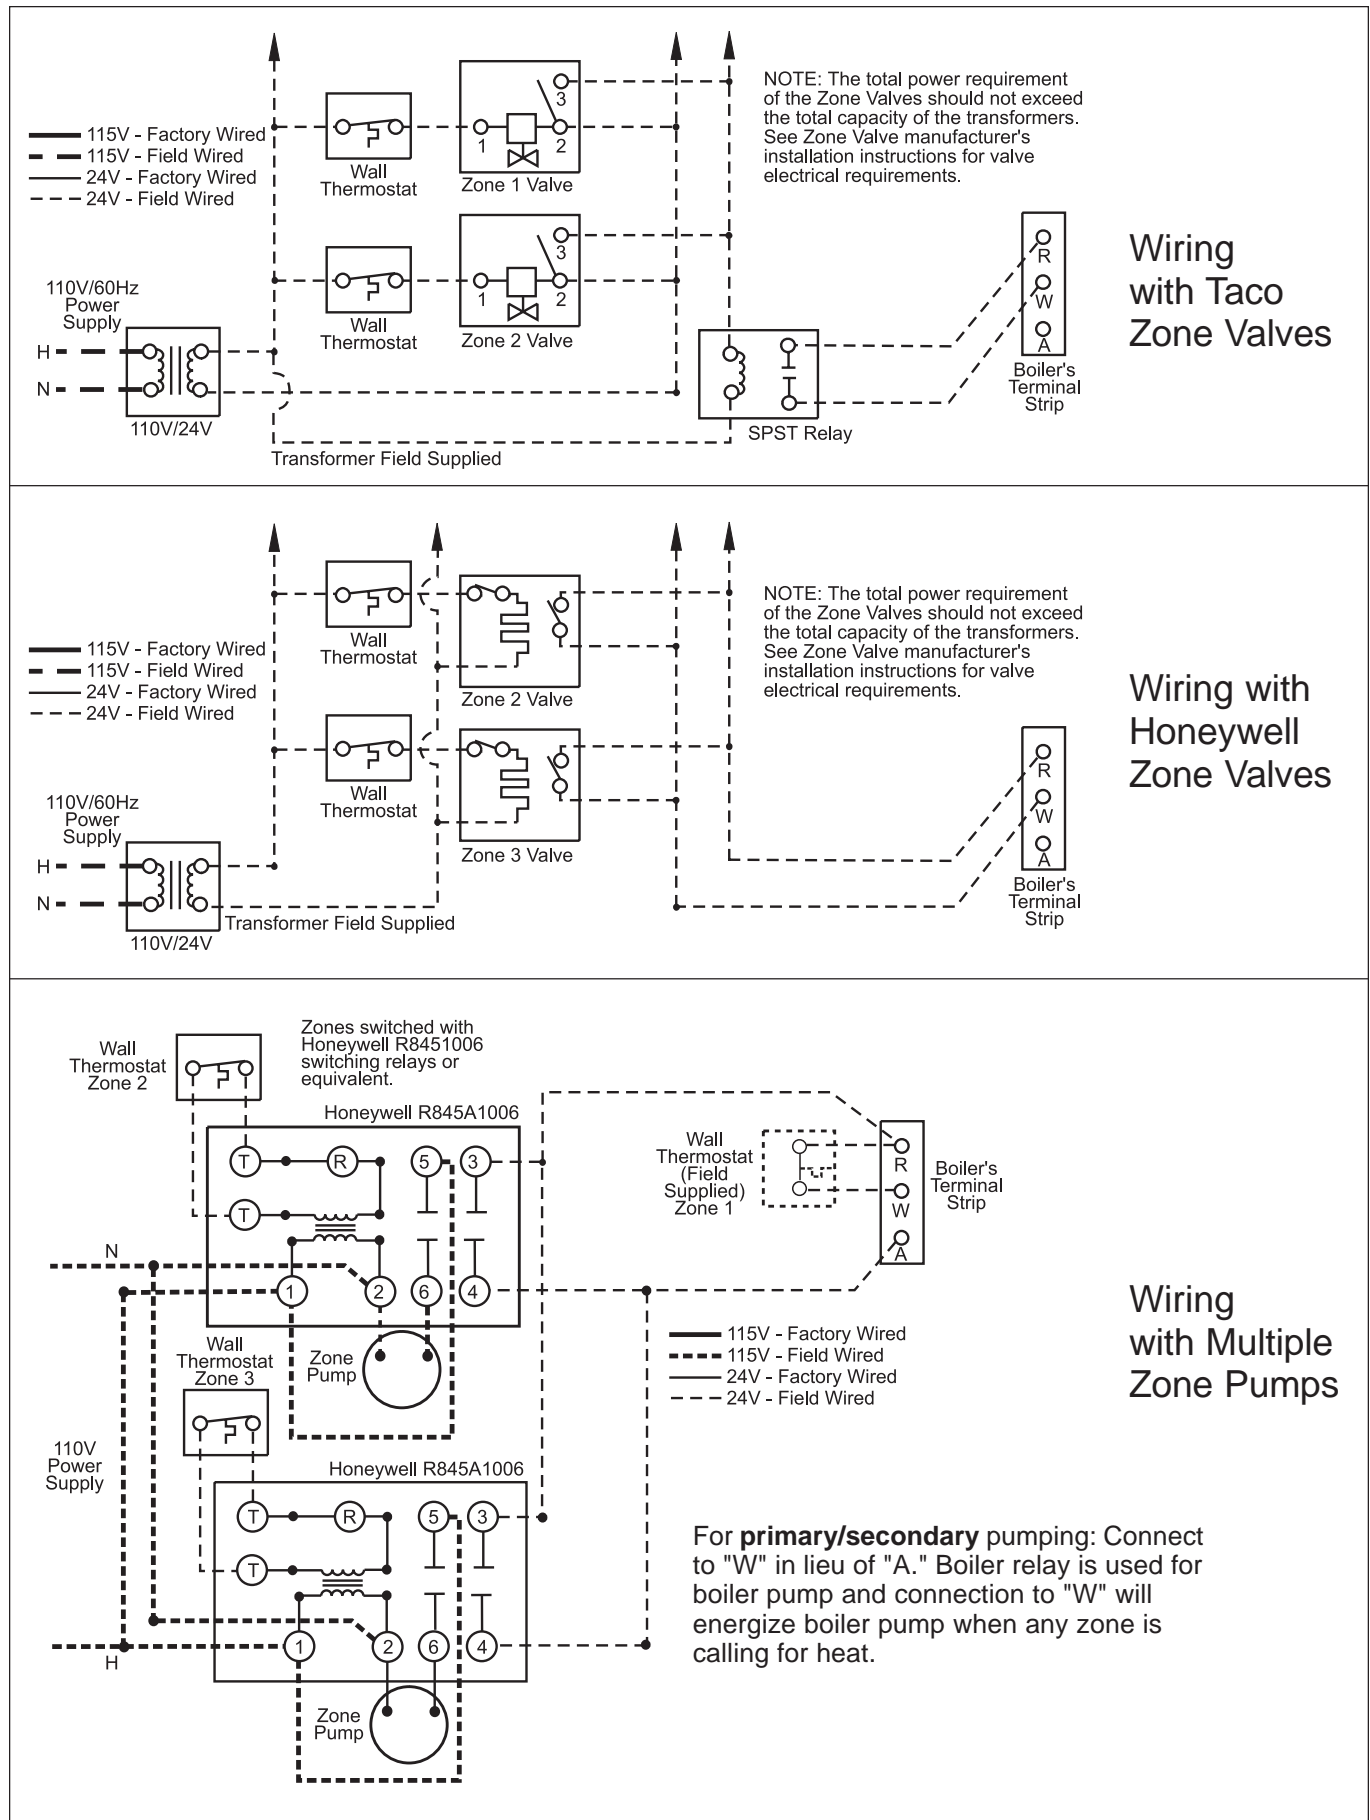 NOTE: The total power requirement
of the Zone Valves should not exceed
the total capacity of the transformers.
See Zone Valve manufacturer's
installation instructions for valve
electrical requirements.
115V - Factory Wired
115V - Field Wired
24V - Factory Wired
24V - Field Wired
Wall
Thermostat
3
1
2
Zone 1 Valve
Wall
Thermostat
3
1
2
Zone 2 Valve
110V/60Hz
Power
Supply
H
N
110V/24V
Transformer Field Supplied
SPST Relay
R
W
A
Boiler's
Terminal
Strip
Wiring
with Taco
Zone Valves
NOTE: The total power requirement
of the Zone Valves should not exceed
the total capacity of the transformers.
See Zone Valve manufacturer's
installation instructions for valve
electrical requirements.
115V - Factory Wired
115V - Field Wired
24V - Factory Wired
24V - Field Wired
Wall
Thermostat
Zone 2 Valve
Wall
Thermostat
Zone 3 Valve
110V/60Hz
Power
Supply
H
N
110V/24V
Transformer Field Supplied
R
W
A
Boiler's
Terminal
Strip
Wiring with
Honeywell
Zone Valves
Wall
Thermostat
Zone 2
Zones switched with
Honeywell R8451006
switching relays or
equivalent.
Honeywell R845A1006
T
R
5
3
T
1
2
6
4
N
Zone
Pump
Wall
Thermostat
(Field
Supplied)
Zone 1
R
W
A
Boiler's
Terminal
Strip
115V - Factory Wired
115V - Field Wired
24V - Factory Wired
24V - Field Wired
Wiring
with Multiple
Zone Pumps
Wall
Thermostat
Zone 3
110V
Power
Supply
Honeywell R845A1006
T
R
5
3
T
1
2
6
4
H
Zone
Pump
For primary/secondary pumping: Connect
to "W" in lieu of "A." Boiler relay is used for
boiler pump and connection to "W" will
energize boiler pump when any zone is
calling for heat.